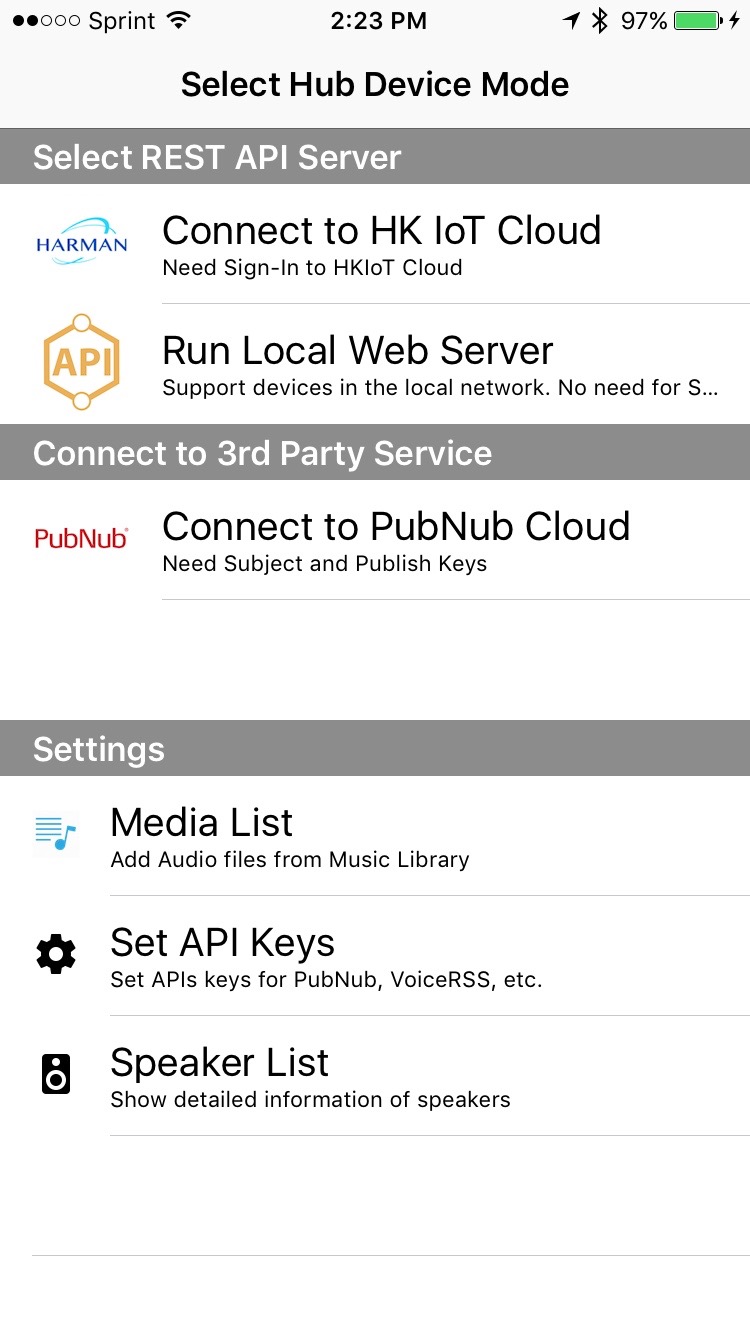 Sprint 2:23 PM 97%
Select Hub Device Mode
Select REST API Server
HARMAN
Connect to HK IoT Cloud
Need Sign-In to HKIoT Cloud
API
Run Local Web Server
Support devices in the local network. No need for S...
Connect to 3rd Party Service
PubNub
Connect to PubNub Cloud
Need Subject and Publish Keys
Settings
Media List
Add Audio files from Music Library
Set API Keys
Set APIs keys for PubNub, VoiceRSS, etc.
Speaker List
Show detailed information of speakers